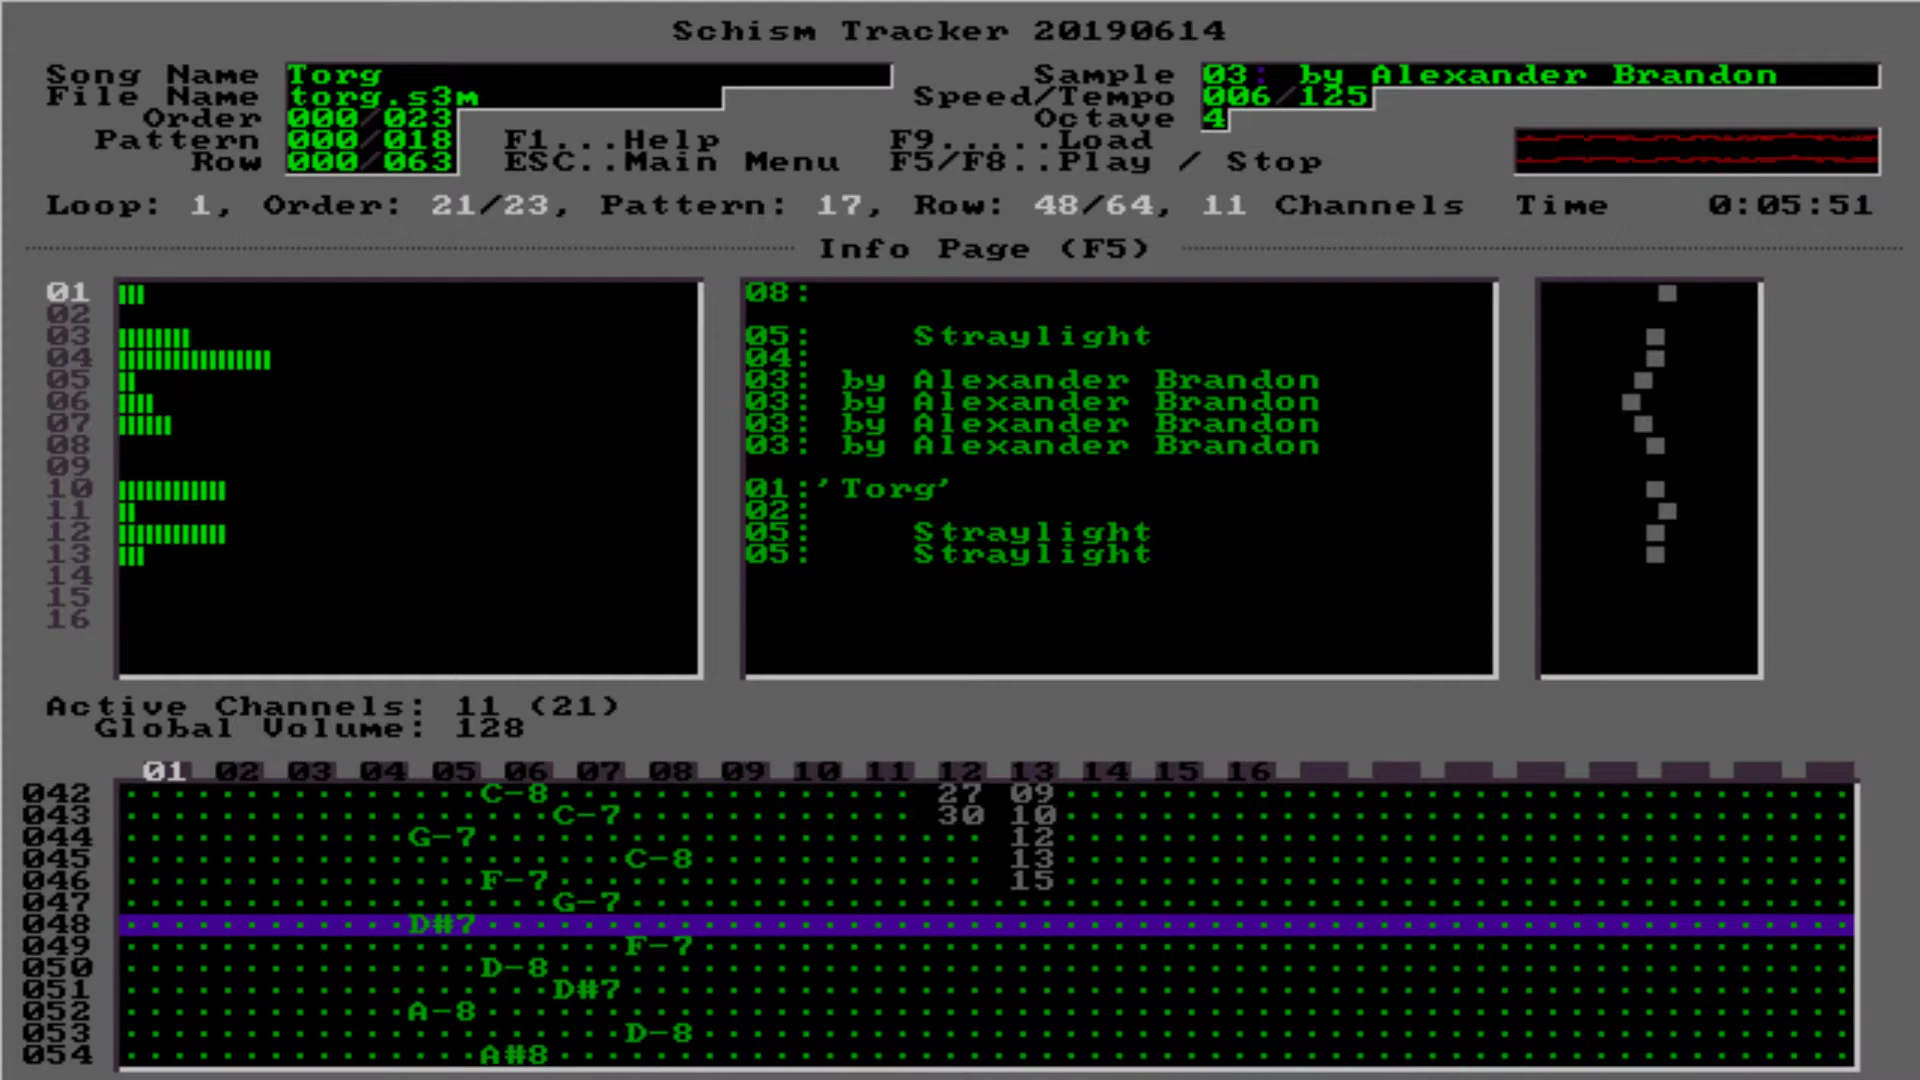 Schism Tracker 20190614
Song Name Torg Sample 03: by Alexander Brandon
File Name torg.s3m Speed/Tempo 006/125
Order 000/023 Octave 4
Pattern 000/018 F1...Help F9.....Load
Row 000/063 ESC..Main Menu F5/F8..Play / Stop
Loop: 1, Order: 21/23, Pattern: 17, Row: 48/64, 11 Channels Time 0:05:51
Info Page (F5)
01 08:
02
03 05: Straylight
04 04:
05 03: by Alexander Brandon
06 03: by Alexander Brandon
07 03: by Alexander Brandon
08 03: by Alexander Brandon
09
10 01:'Torg'
11 02:
12 05: Straylight
13 05: Straylight
14
15
16
Active Channels: 11 (21)
Global Volume: 128
01 02 03 04 05 06 07 08 09 10 11 12 13 14 15 16
042 C-8 27 09
043 C-7 30 10
044 G-7 12
045 C-8 13
046 F-7 15
047 G-7
048 D#7
049 F-7
050 D-8
051 D#7
052 A-8
053 D-8
054 A#8